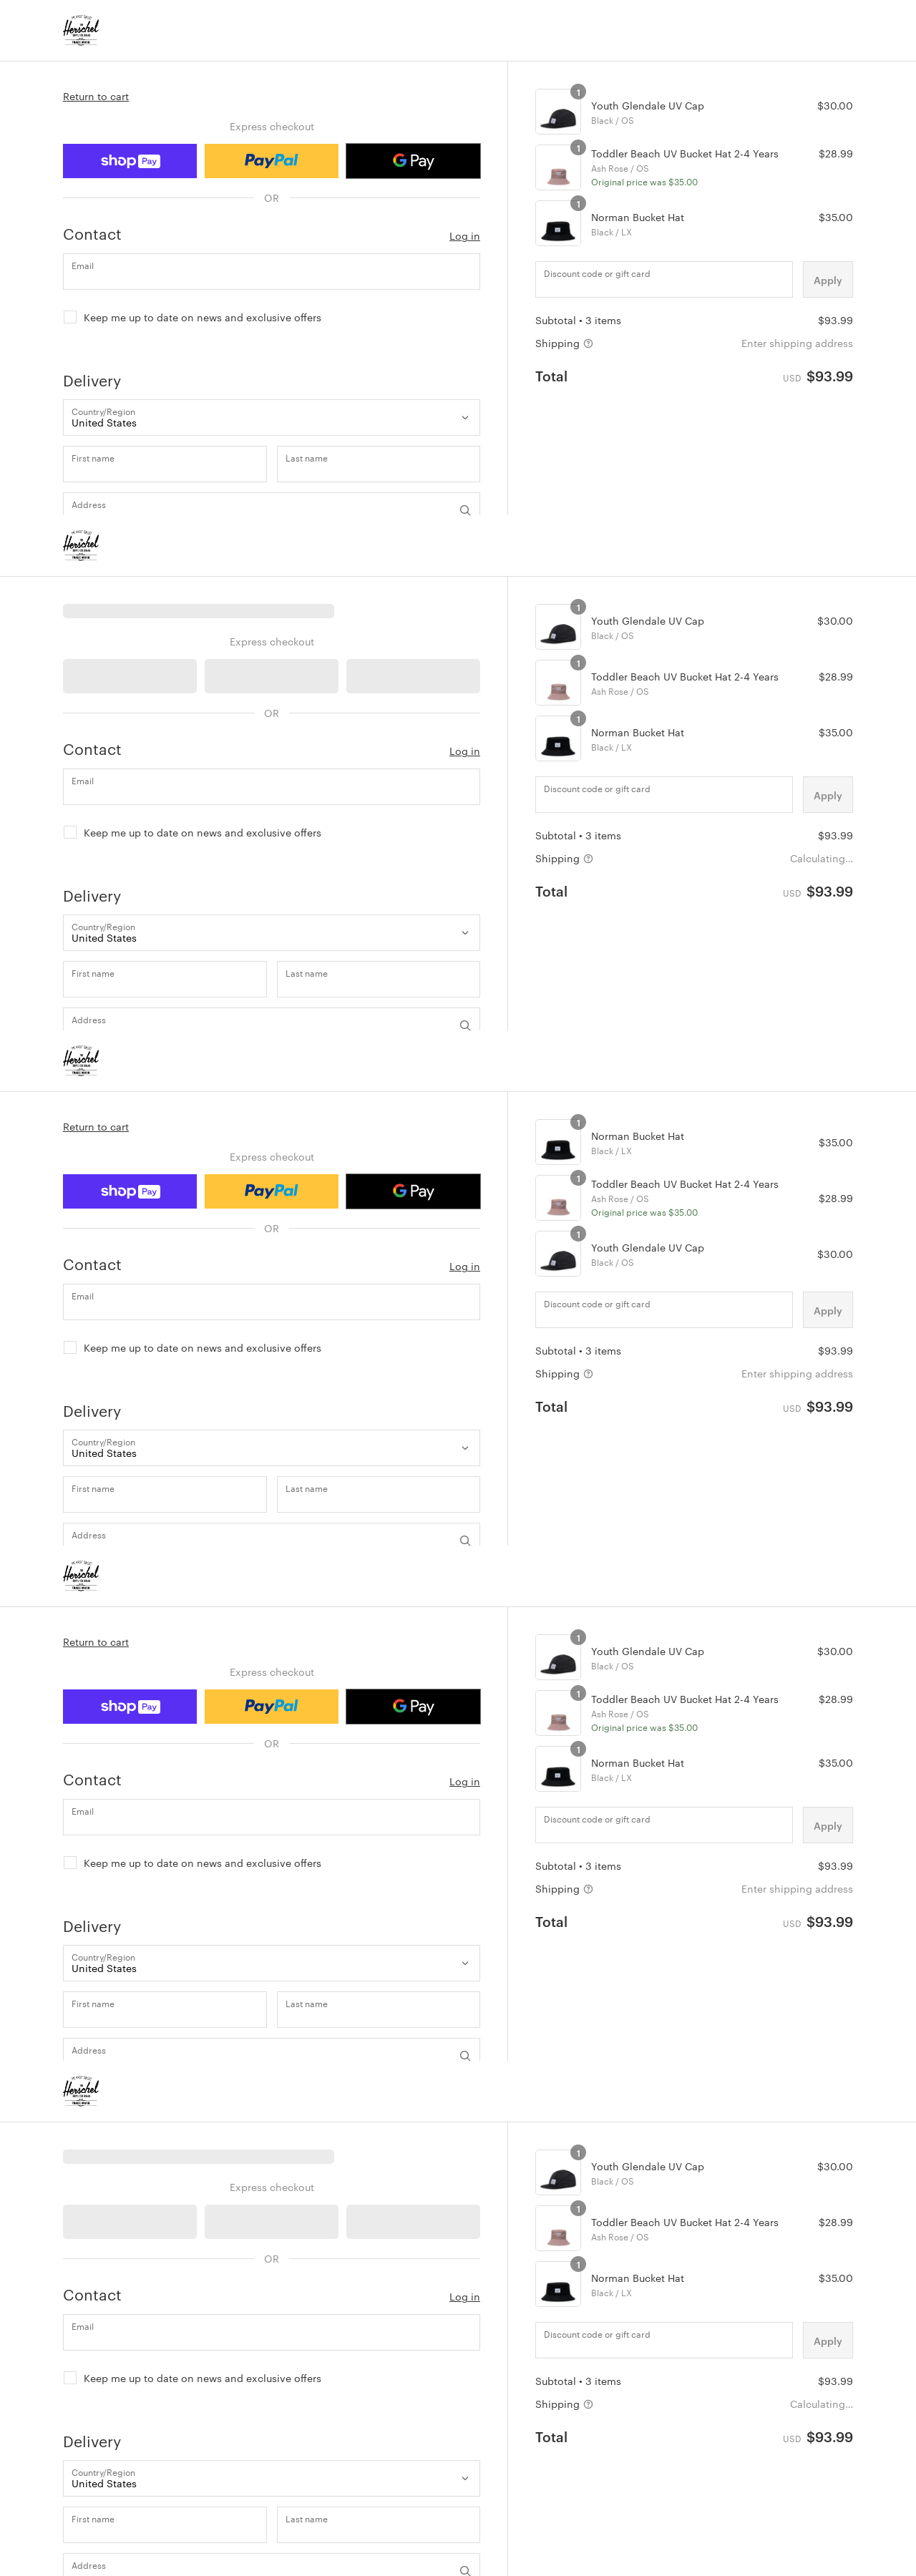 Herschel
Return to cart
Express checkout
shop Pay
PayPal
G Pay
OR
Contact
Log in
Email
Keep me up to date on news and exclusive offers
Delivery
Country/Region
United States
First name
Last name
Address
1
Youth Glendale UV Cap
$30.00
Black / OS
1
Toddler Beach UV Bucket Hat 2-4 Years
$28.99
Ash Rose / OS
Original price was $35.00
1
Norman Bucket Hat
$35.00
Black / LX
Discount code or gift card
Apply
Subtotal • 3 items
$93.99
Shipping
Enter shipping address
Total
USD $93.99
Herschel
Express checkout
OR
Contact
Log in
Email
Keep me up to date on news and exclusive offers
Delivery
Country/Region
United States
First name
Last name
Address
1
Youth Glendale UV Cap
$30.00
Black / OS
1
Toddler Beach UV Bucket Hat 2-4 Years
$28.99
Ash Rose / OS
1
Norman Bucket Hat
$35.00
Black / LX
Discount code or gift card
Apply
Subtotal • 3 items
$93.99
Shipping
Calculating...
Total
USD $93.99
Herschel
Return to cart
Express checkout
shop Pay
PayPal
G Pay
OR
Contact
Log in
Email
Keep me up to date on news and exclusive offers
Delivery
Country/Region
United States
First name
Last name
Address
1
Norman Bucket Hat
$35.00
Black / LX
1
Toddler Beach UV Bucket Hat 2-4 Years
Ash Rose / OS
$28.99
Original price was $35.00
1
Youth Glendale UV Cap
$30.00
Black / OS
Discount code or gift card
Apply
Subtotal • 3 items
$93.99
Shipping
Enter shipping address
Total
USD $93.99
Herschel
Return to cart
Express checkout
shop Pay
PayPal
G Pay
OR
Contact
Log in
Email
Keep me up to date on news and exclusive offers
Delivery
Country/Region
United States
First name
Last name
Address
1
Youth Glendale UV Cap
$30.00
Black / OS
1
Toddler Beach UV Bucket Hat 2-4 Years
$28.99
Ash Rose / OS
Original price was $35.00
1
Norman Bucket Hat
$35.00
Black / LX
Discount code or gift card
Apply
Subtotal • 3 items
$93.99
Shipping
Enter shipping address
Total
USD $93.99
Herschel
Express checkout
OR
Contact
Log in
Email
Keep me up to date on news and exclusive offers
Delivery
Country/Region
United States
First name
Last name
Address
1
Youth Glendale UV Cap
$30.00
Black / OS
1
Toddler Beach UV Bucket Hat 2-4 Years
$28.99
Ash Rose / OS
1
Norman Bucket Hat
$35.00
Black / LX
Discount code or gift card
Apply
Subtotal • 3 items
$93.99
Shipping
Calculating...
Total
USD $93.99